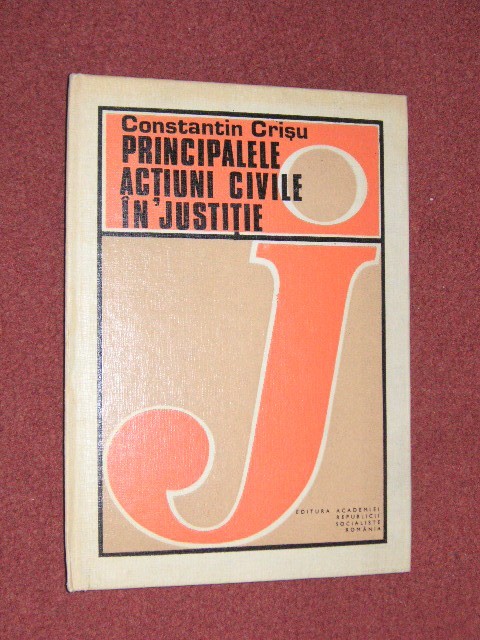 Constantin Crișu
PRINCIPALELE
ACȚIUNI CIVILE
ÎN JUSTIȚIE
J
EDITURA ACADEMIEI
REPUBLICII
SOCIALISTE
ROMÂNIA